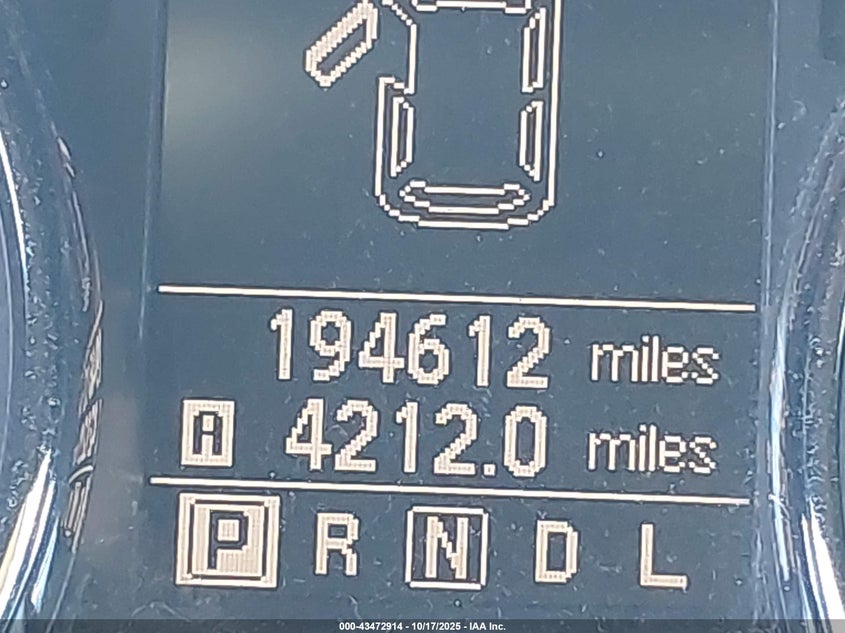 194612 miles
A 4212.0 miles
P R N D L
000-43472914 - 10/17/2025 - IAA Inc.